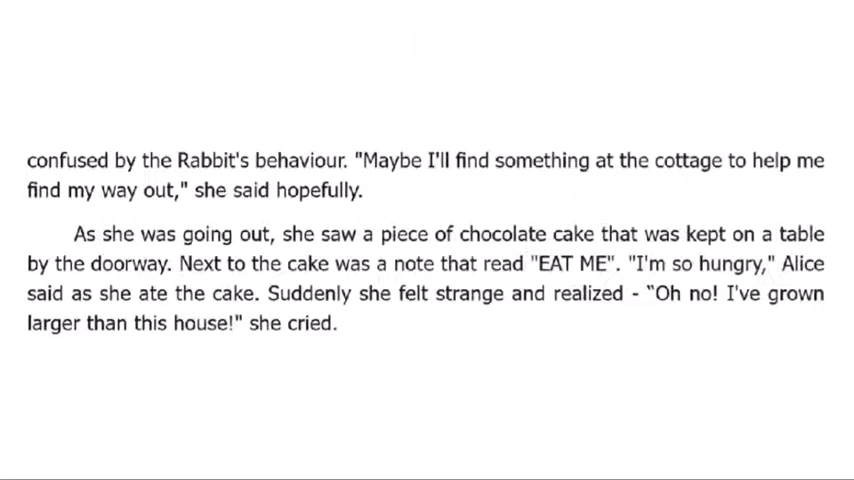 confused by the Rabbit's behaviour. "Maybe I'll find something at the cottage to help me
find my way out," she said hopefully.
As she was going out, she saw a piece of chocolate cake that was kept on a table
by the doorway. Next to the cake was a note that read "EAT ME". "I'm so hungry," Alice
said as she ate the cake. Suddenly she felt strange and realized - “Oh no! I've grown
larger than this house!" she cried.